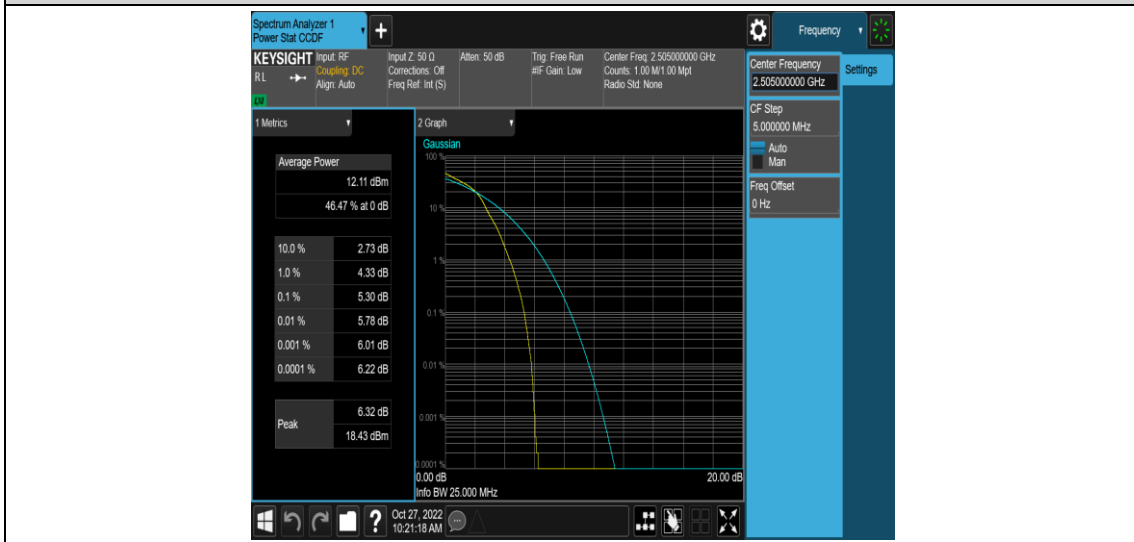 Spectrum Analyzer 1
Power Stat CCDF
+
Frequency
KEYSIGHT
RL
Input: RF
Coupling: DC
Align: Auto
Input Z: 50 Ω
Corrections: Off
Freq Ref: Int (S)
Atten: 50 dB
Trig: Free Run
#IF Gain: Low
Center Freq: 2.505000000 GHz
Counts: 1.00 M/1.00 Mpt
Radio Std: None
Center Frequency
2.505000000 GHz
Settings
CF Step
5.000000 MHz
Auto
Man
Freq Offset
0 Hz
1 Metrics
Average Power
12.11 dBm
46.47 % at 0 dB
10.0 % 2.73 dB
1.0 % 4.33 dB
0.1 % 5.30 dB
0.01 % 5.78 dB
0.001 % 6.01 dB
0.0001 % 6.22 dB
Peak
6.32 dB
18.43 dBm
2 Graph
Gaussian
100 %
10 %
1 %
0.1 %
0.01 %
0.001 %
0.0001 %
0.00 dB 20.00 dB
Info BW 25.000 MHz
?
Oct 27, 2022
10:21:18 AM